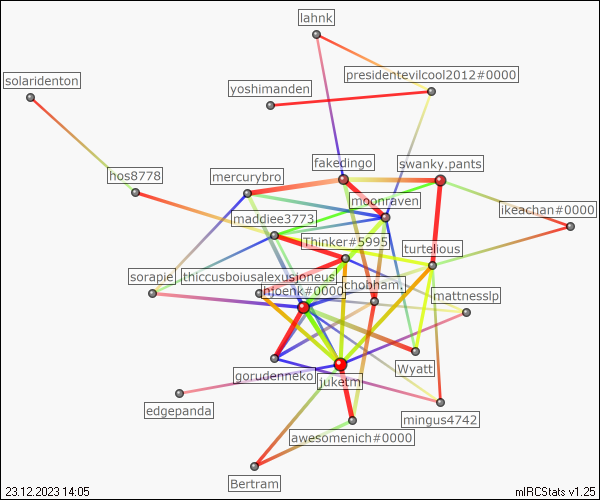 lahnk
solaridenton
presidentevilcool2012#0000
yoshimanden
fakedingo
swanky.pants
hos8778
mercurybro
moonraven
ikeachan#0000
maddiee3773
Thinker#5995
turtelious
sorapie
thiccusboiusalexusjoneusi
hjoenk#0000
chobham.
mattnesslp
gorudenneko
juketm
Wyatt
edgepanda
mingus4742
awesomenich#0000
Bertram
23.12.2023 14:05
mIRCStats v1.25